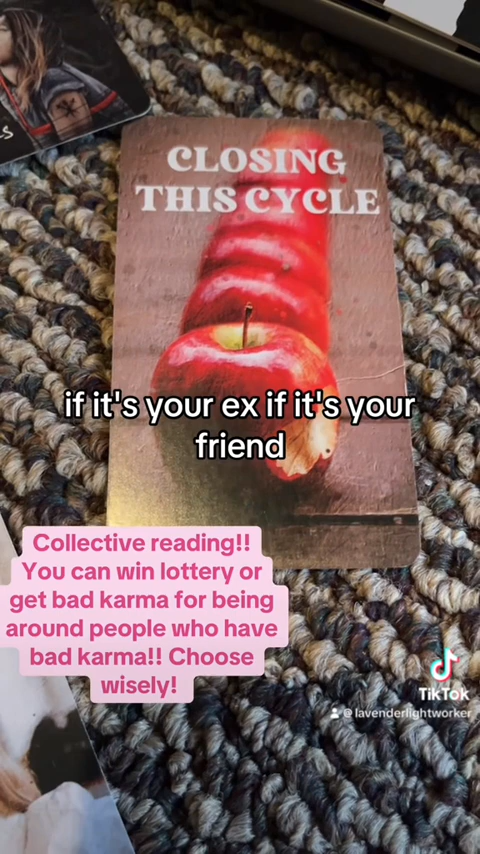 CLOSING
THIS CYCLE
if it's your ex if it's your
friend
Collective reading!!
You can win lottery or
get bad karma for being
around people who have
bad karma!! Choose
wisely!
TikTok
@lavenderlightworker